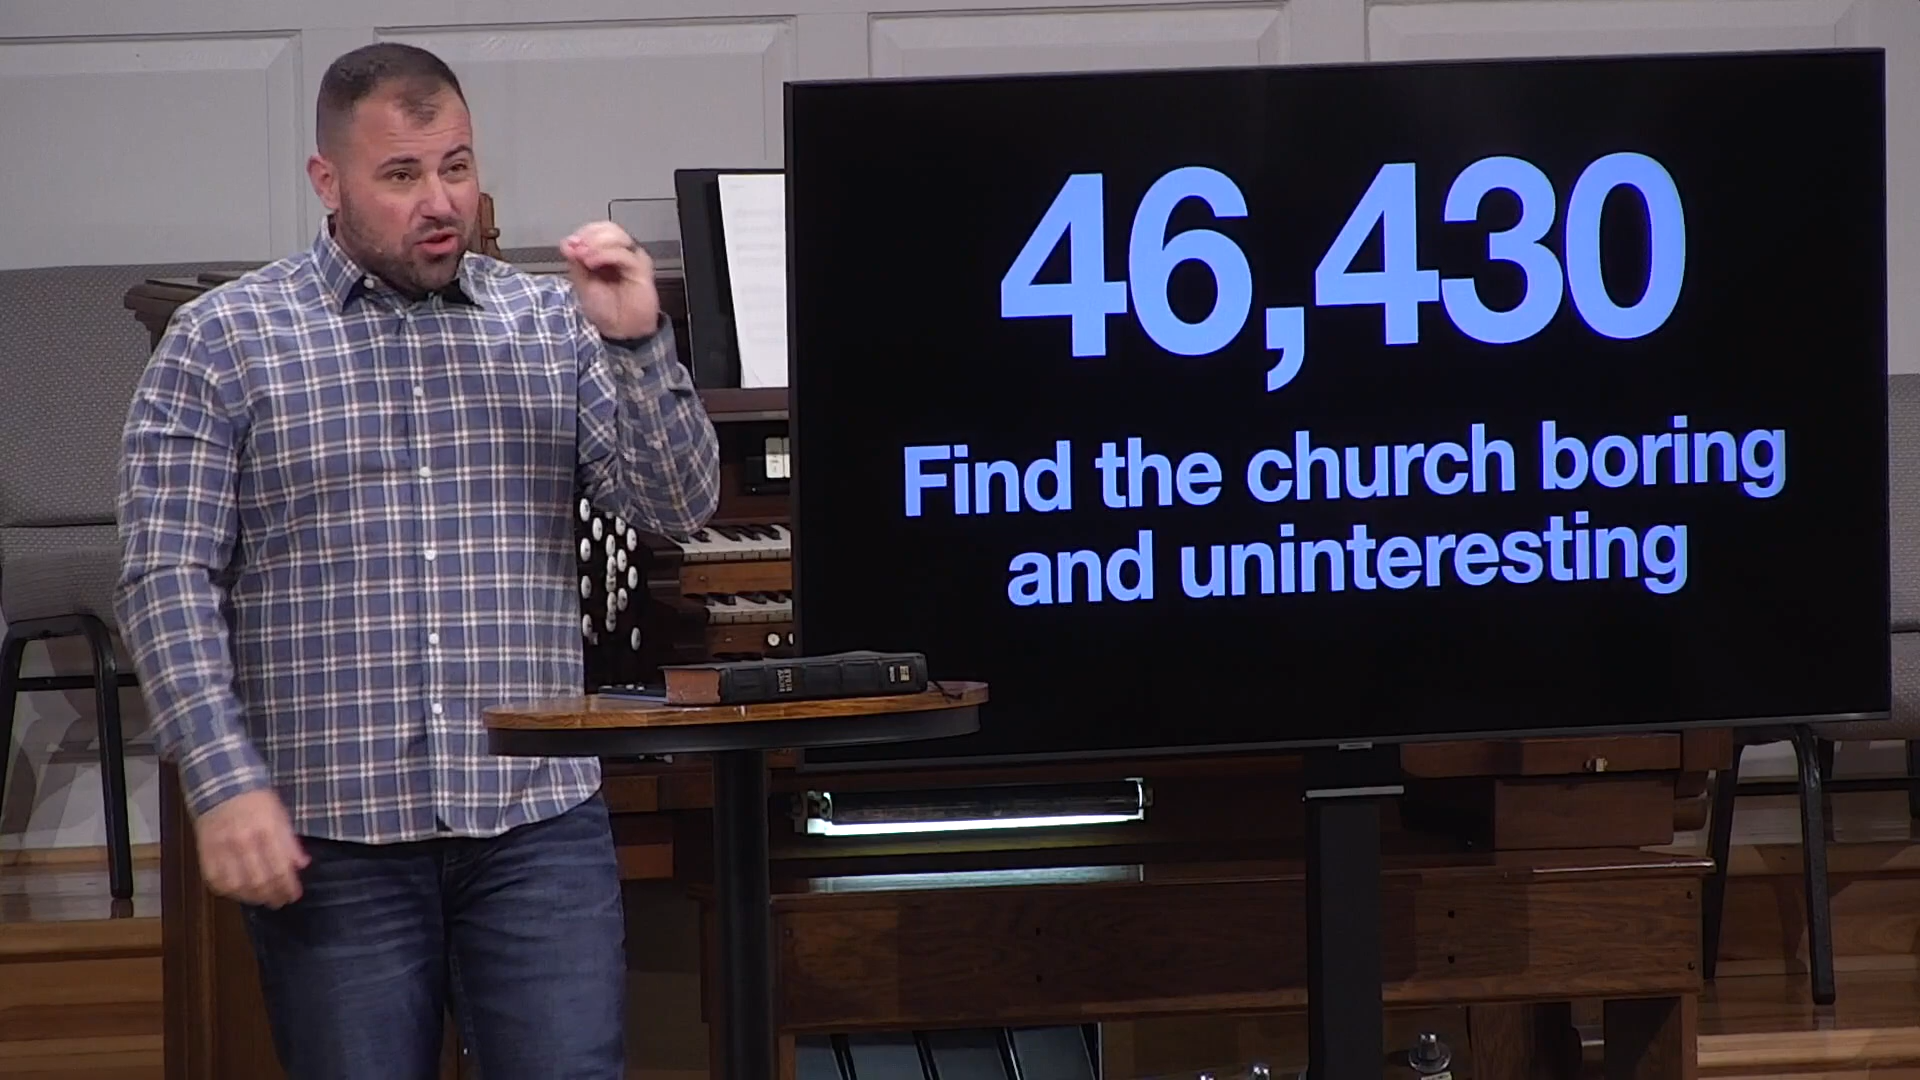 46,430
Find the church boring
and uninteresting